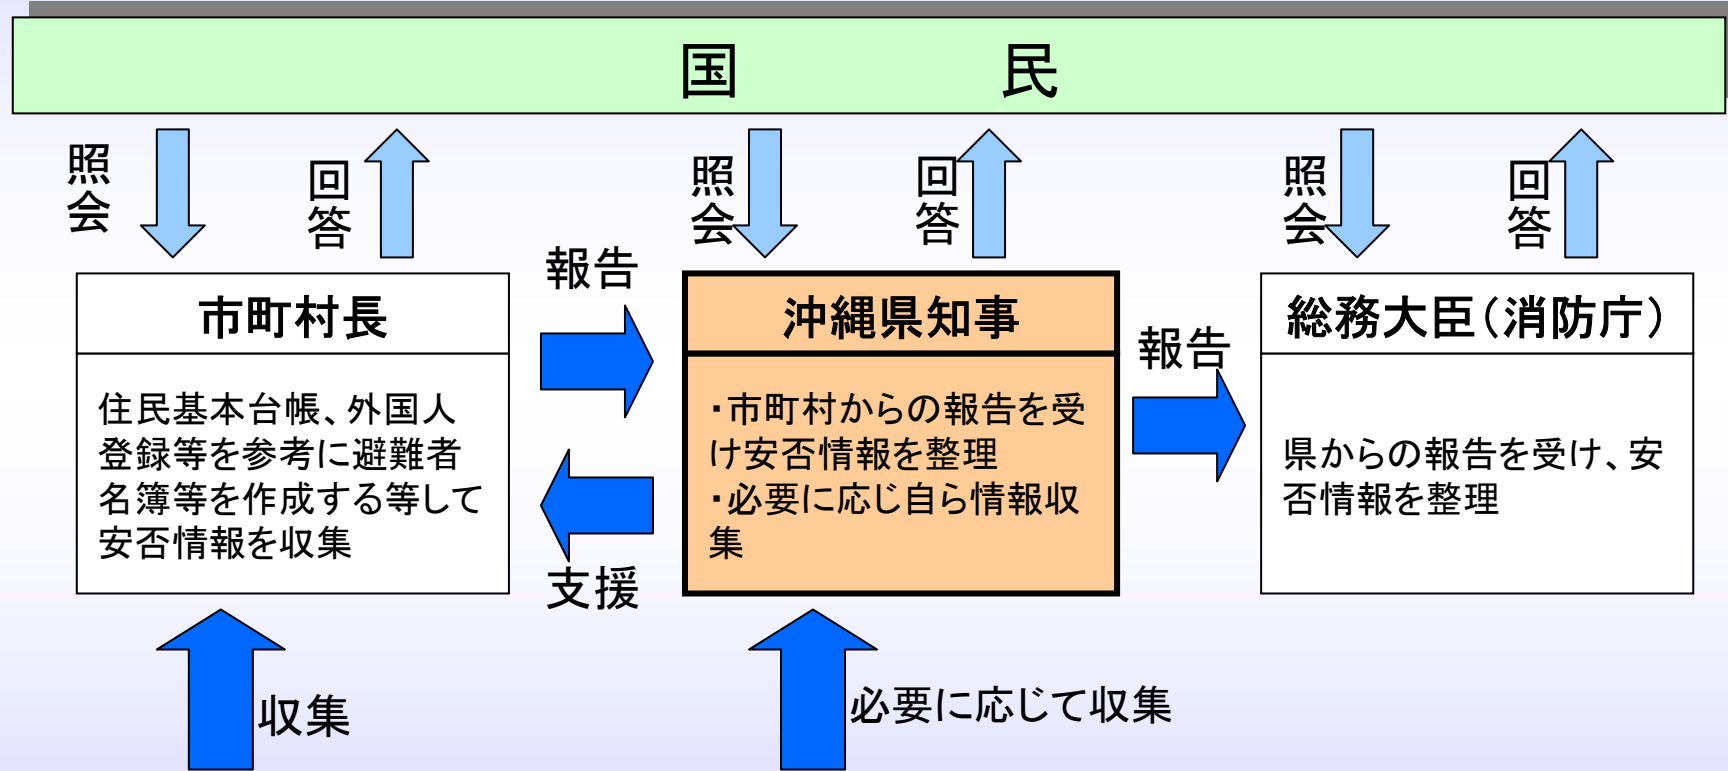 国　民
照会
回答
照会
回答
照会
回答
報告
報告
支援
市町村長
住民基本台帳、外国人
登録等を参考に避難者
名簿等を作成する等して
安否情報を収集
沖縄県知事
・市町村からの報告を受
け安否情報を整理
・必要に応じ自ら情報収
集
総務大臣（消防庁）
県からの報告を受け、安
否情報を整理
収集
必要に応じて収集